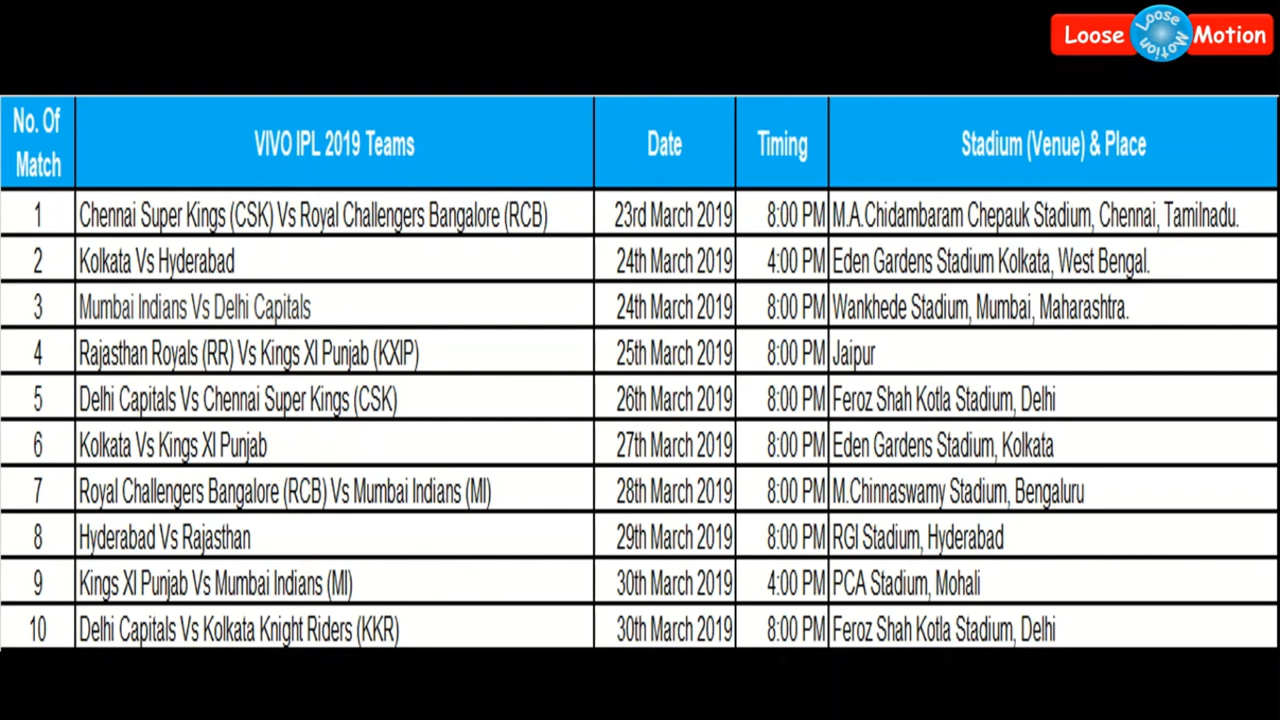 Loose Loose Motion Motion
No. Of Match VIVO IPL 2019 Teams Date Timing Stadium (Venue) & Place
1 Chennai Super Kings (CSK) Vs Royal Challengers Bangalore (RCB) 23rd March 2019 8:00 PM M.A.Chidambaram Chepauk Stadium, Chennai, Tamilnadu.
2 Kolkata Vs Hyderabad 24th March 2019 4:00 PM Eden Gardens Stadium Kolkata, West Bengal.
3 Mumbai Indians Vs Delhi Capitals 24th March 2019 8:00 PM Wankhede Stadium, Mumbai, Maharashtra.
4 Rajasthan Royals (RR) Vs Kings XI Punjab (KXIP) 25th March 2019 8:00 PM Jaipur
5 Delhi Capitals Vs Chennai Super Kings (CSK) 26th March 2019 8:00 PM Feroz Shah Kotla Stadium, Delhi
6 Kolkata Vs Kings XI Punjab 27th March 2019 8:00 PM Eden Gardens Stadium, Kolkata
7 Royal Challengers Bangalore (RCB) Vs Mumbai Indians (MI) 28th March 2019 8:00 PM M.Chinnaswamy Stadium, Bengaluru
8 Hyderabad Vs Rajasthan 29th March 2019 8:00 PM RGI Stadium, Hyderabad
9 Kings XI Punjab Vs Mumbai Indians (MI) 30th March 2019 4:00 PM PCA Stadium, Mohali
10 Delhi Capitals Vs Kolkata Knight Riders (KKR) 30th March 2019 8:00 PM Feroz Shah Kotla Stadium, Delhi